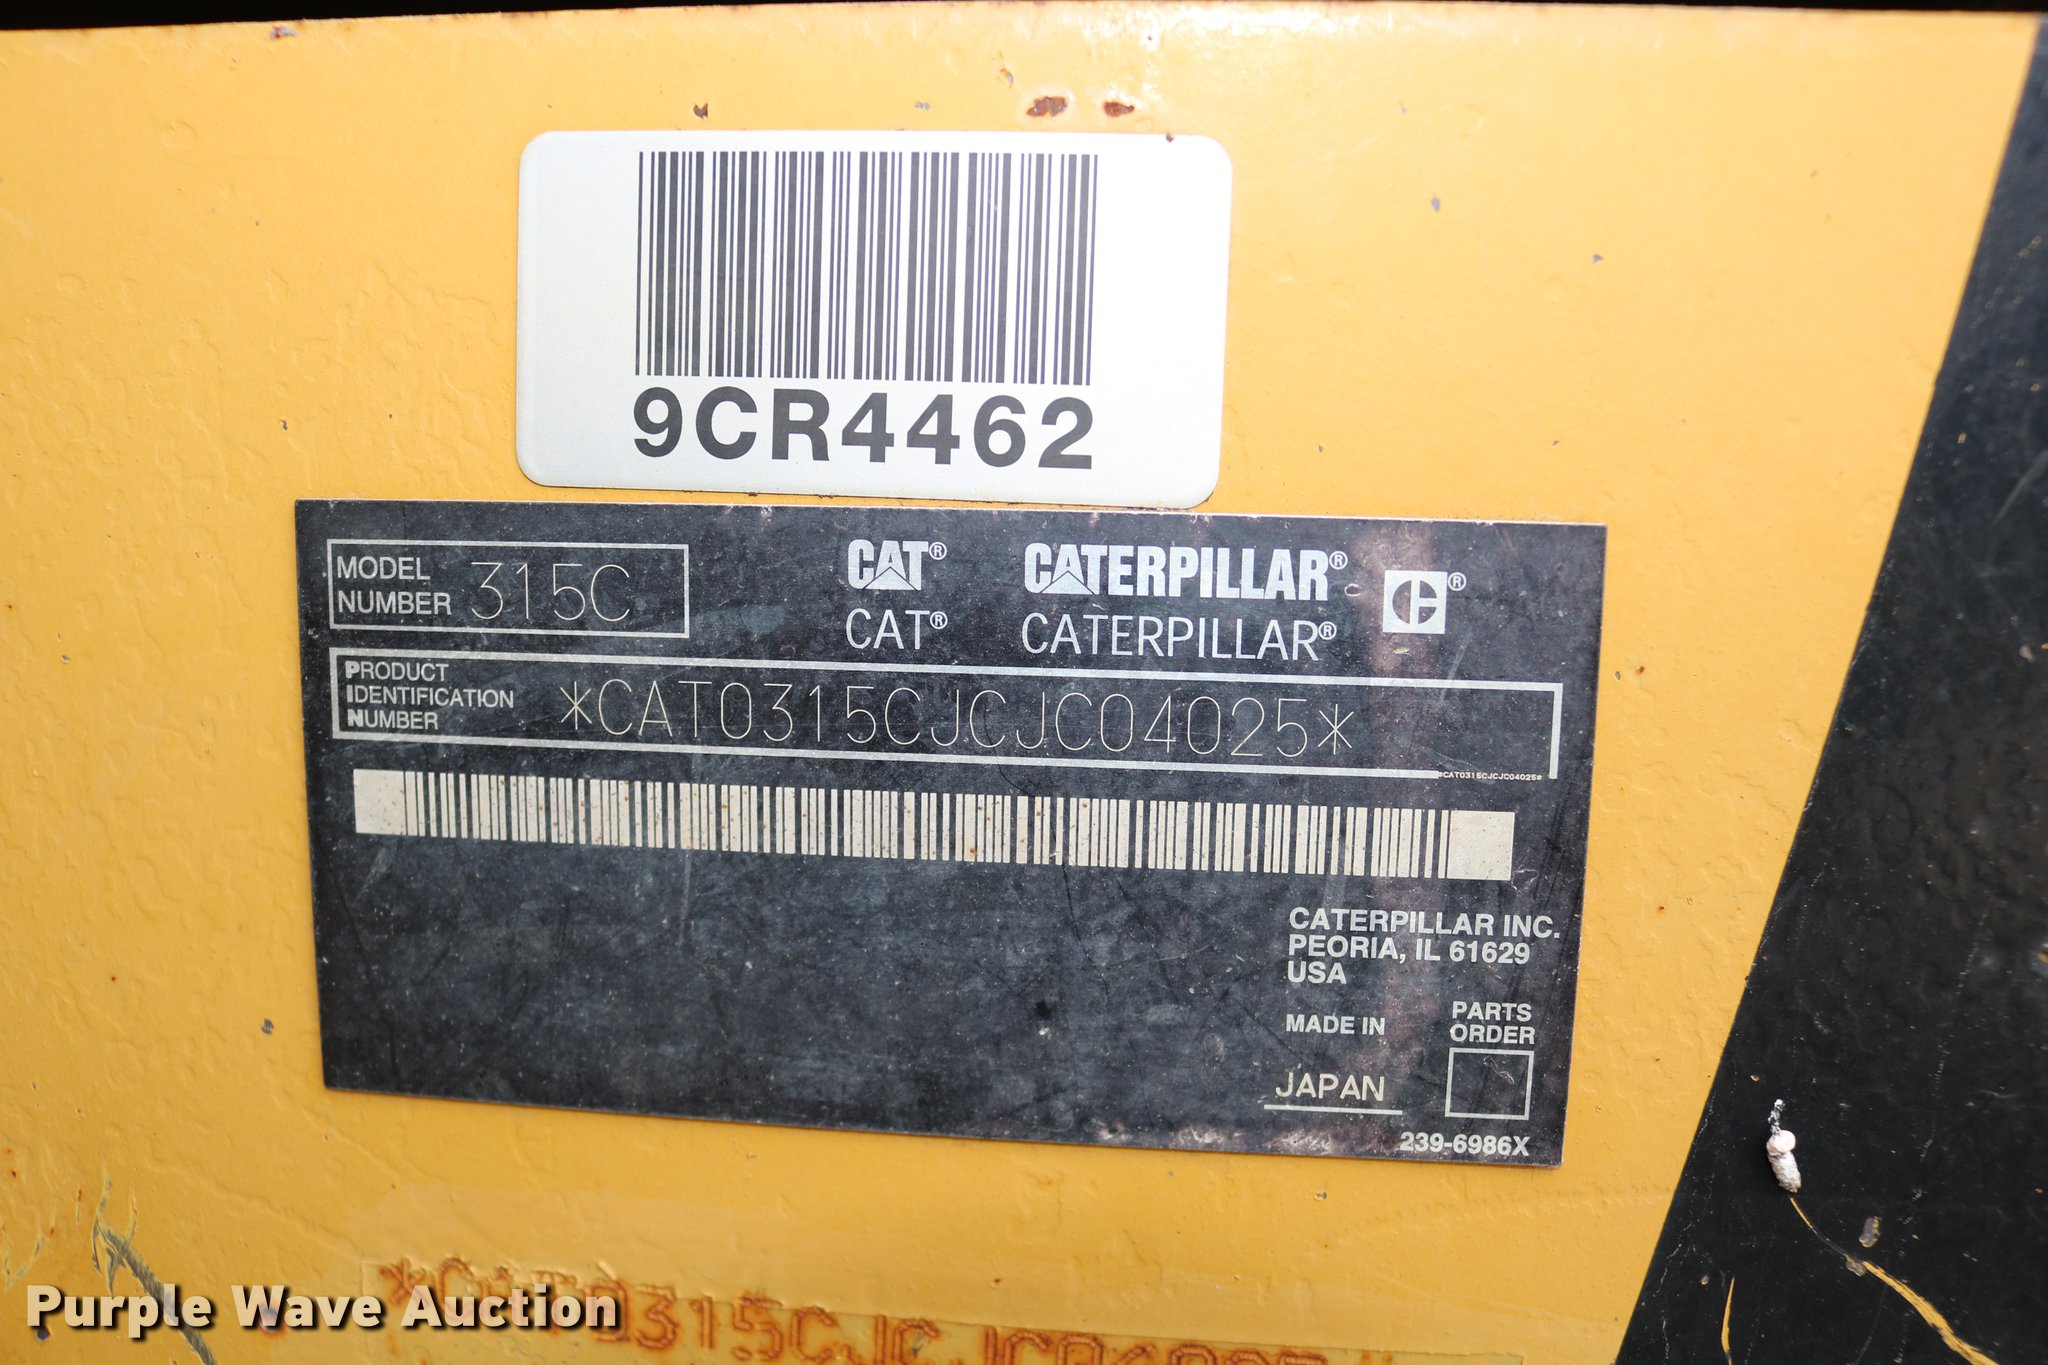 9CR4462
MODEL NUMBER 315C
CAT® CATERPILLAR® C®
CAT® CATERPILLAR®
PRODUCT
IDENTIFICATION
NUMBER
*CAT0315CJCJC04025*
*CAT0315CJCJC04025*
CATERPILLAR INC.
PEORIA, IL 61629
USA
MADE IN
JAPAN
PARTS
ORDER
239-6986X
*CAT0315CJCJC04025*
Purple Wave Auction